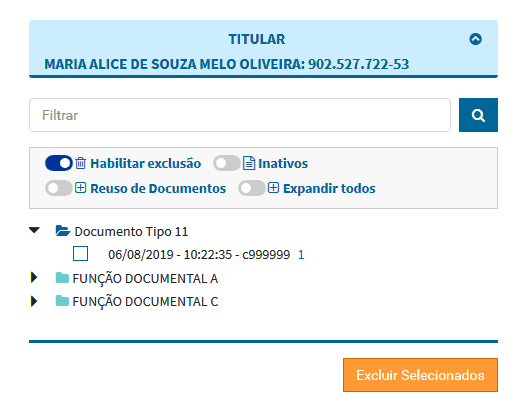 TITULAR
MARIA ALICE DE SOUZA MELO OLIVEIRA: 902.527.722-53
Filtrar
Habilitar exclusão Inativos
Reuso de Documentos Expandir todos
Documento Tipo 11
06/08/2019 - 10:22:35 - c999999 1
FUNÇÃO DOCUMENTAL A
FUNÇÃO DOCUMENTAL C
Excluir Selecionados